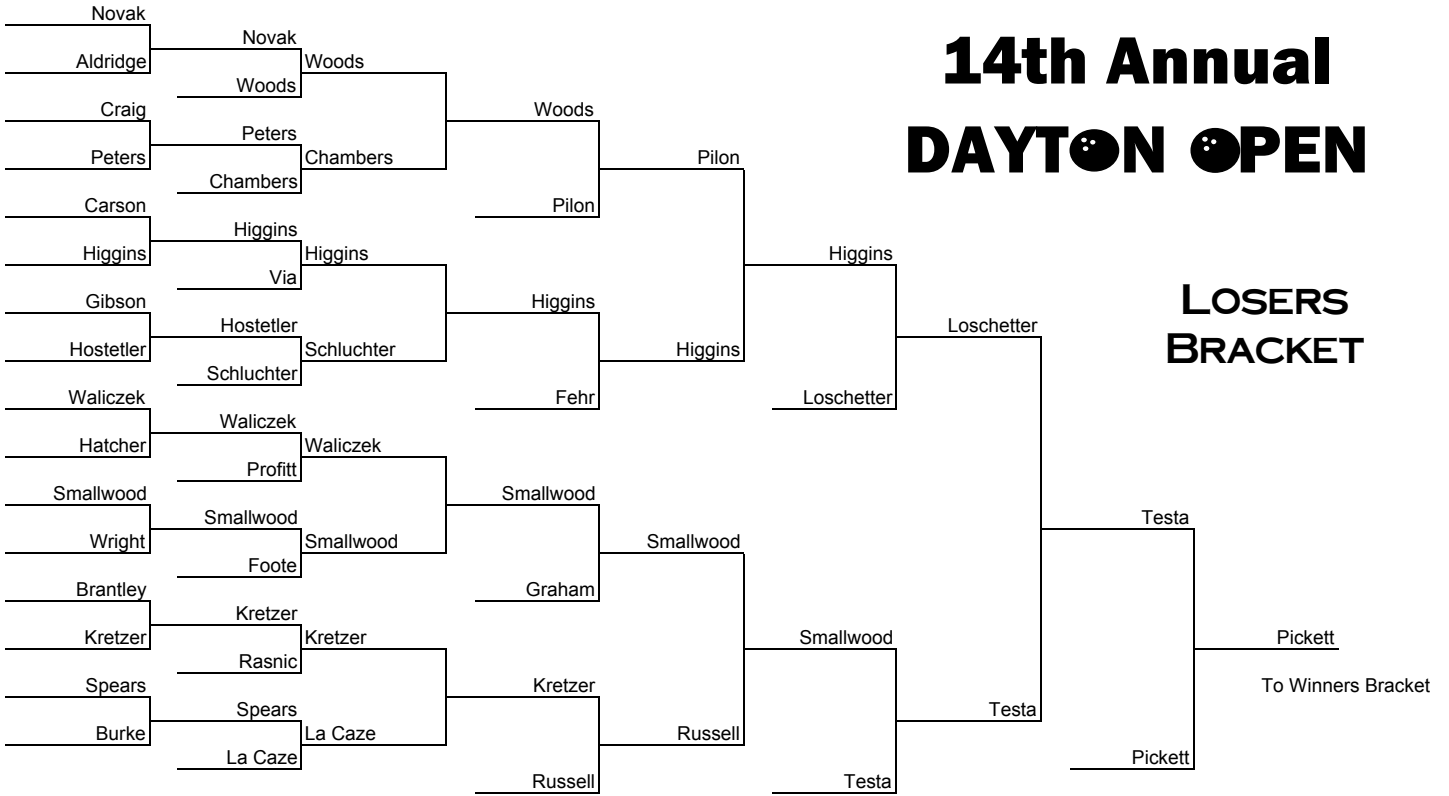 14th Annual
DAYTON OPEN
LOSERS
BRACKET
Novak
Aldridge
Craig
Peters
Carson
Higgins
Gibson
Hostetler
Waliczek
Hatcher
Smallwood
Wright
Brantley
Kretzer
Spears
Burke
Novak
Woods
Peters
Chambers
Higgins
Via
Hostetler
Schluchter
Waliczek
Profitt
Smallwood
Foote
Kretzer
Rasnic
Spears
La Caze
Woods
Chambers
Higgins
Schluchter
Waliczek
Smallwood
Kretzer
La Caze
Woods
Pilon
Higgins
Fehr
Smallwood
Graham
Kretzer
Russell
Pilon
Higgins
Smallwood
Russell
Higgins
Loschetter
Smallwood
Testa
Loschetter
Testa
Testa
Pickett
Pickett
To Winners Bracket